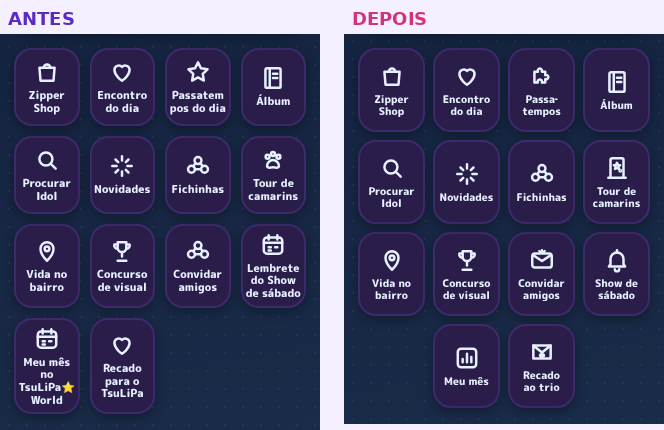 ANTES
Zipper
Shop
Encontro
do dia
Passatem
pos do dia
Álbum
Procurar
Idol
Novidades
Fichinhas
Tour de
camarins
Vida no
bairro
Concurso
de visual
Convidar
amigos
Lembrete
do Show
de sábado
Meu mês
no
TsuLiPa⭐
World
Recado
para o
TsuLiPa
DEPOIS
Zipper
Shop
Encontro
do dia
Passa-
tempos
Álbum
Procurar
Idol
Novidades
Fichinhas
Tour de
camarins
Vida no
bairro
Concurso
de visual
Convidar
amigos
Show de
sábado
Meu mês
Recado
ao trio